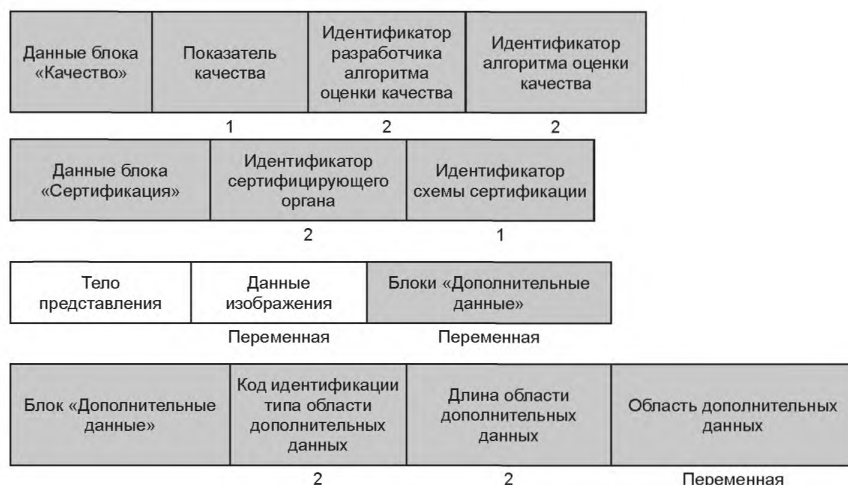 Данные блока
«Качество»
Показатель
качества
Идентификатор
разработчика
алгоритма
оценки качества
Идентификатор
алгоритма оценки
качества
1
2
2
Данные блока
«Сертификация»
Идентификатор
сертифицирующего
органа
Идентификатор
схемы сертификации
2
1
Тело
представления
Данные
изображения
Блоки «Дополнительные
данные»
Переменная
Переменная
Блок «Дополнительные
данные»
Код идентификации
типа области
дополнительных
данных
Длина области
дополнительных
данных
Область дополнительных
данных
2
2
Переменная